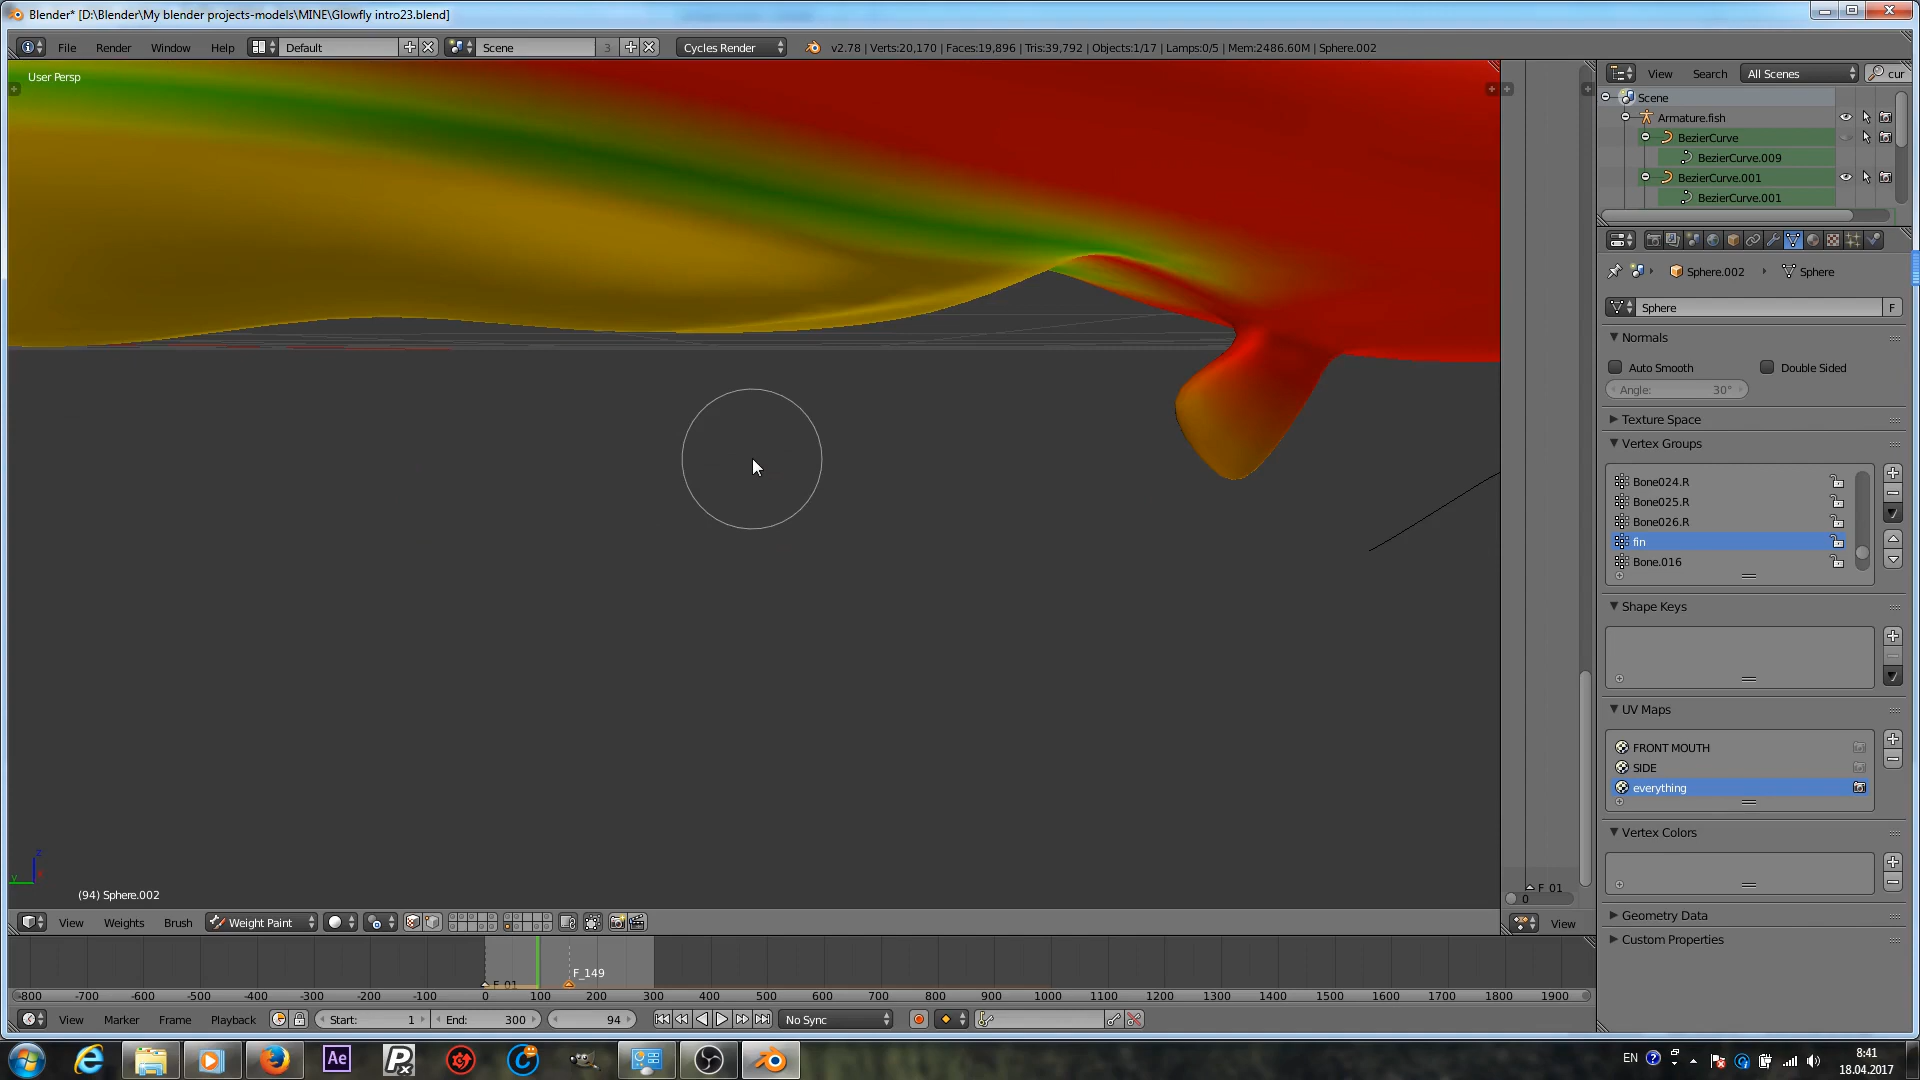 Blender* [D:\Blender\My blender projects-models\MINE\Glowfly intro23.blend]
File Render Window Help Default Scene 3 Cycles Render v2.78 | Verts:20,170 | Faces:19,896 | Tris:39,792 | Objects:1/17 | Lamps:0/5 | Mem:2486.60M | Sphere.002
User Persp
View Search All Scenes cur
Scene
Armature.fish
BezierCurve
BezierCurve.009
BezierCurve.001
BezierCurve.001
Sphere.002 Sphere
Sphere F
Normals
Auto Smooth Double Sided
Angle: 30°
Texture Space
Vertex Groups
Bone024.R
Bone025.R
Bone026.R
fin
Bone.016
Shape Keys
UV Maps
FRONT MOUTH
SIDE
everything
Vertex Colors
Geometry Data
Custom Properties
Z
Y
(94) Sphere.002
F_01
0
View Weights Brush Weight Paint View
F_149
F_01
-800 -700 -600 -500 -400 -300 -200 -100 0 100 200 300 400 500 600 700 800 900 1000 1100 1200 1300 1400 1500 1600 1700 1800 1900
View Marker Frame Playback Start: 1 End: 300 94 No Sync
Ae
Px
EN
8:41
18.04.2017